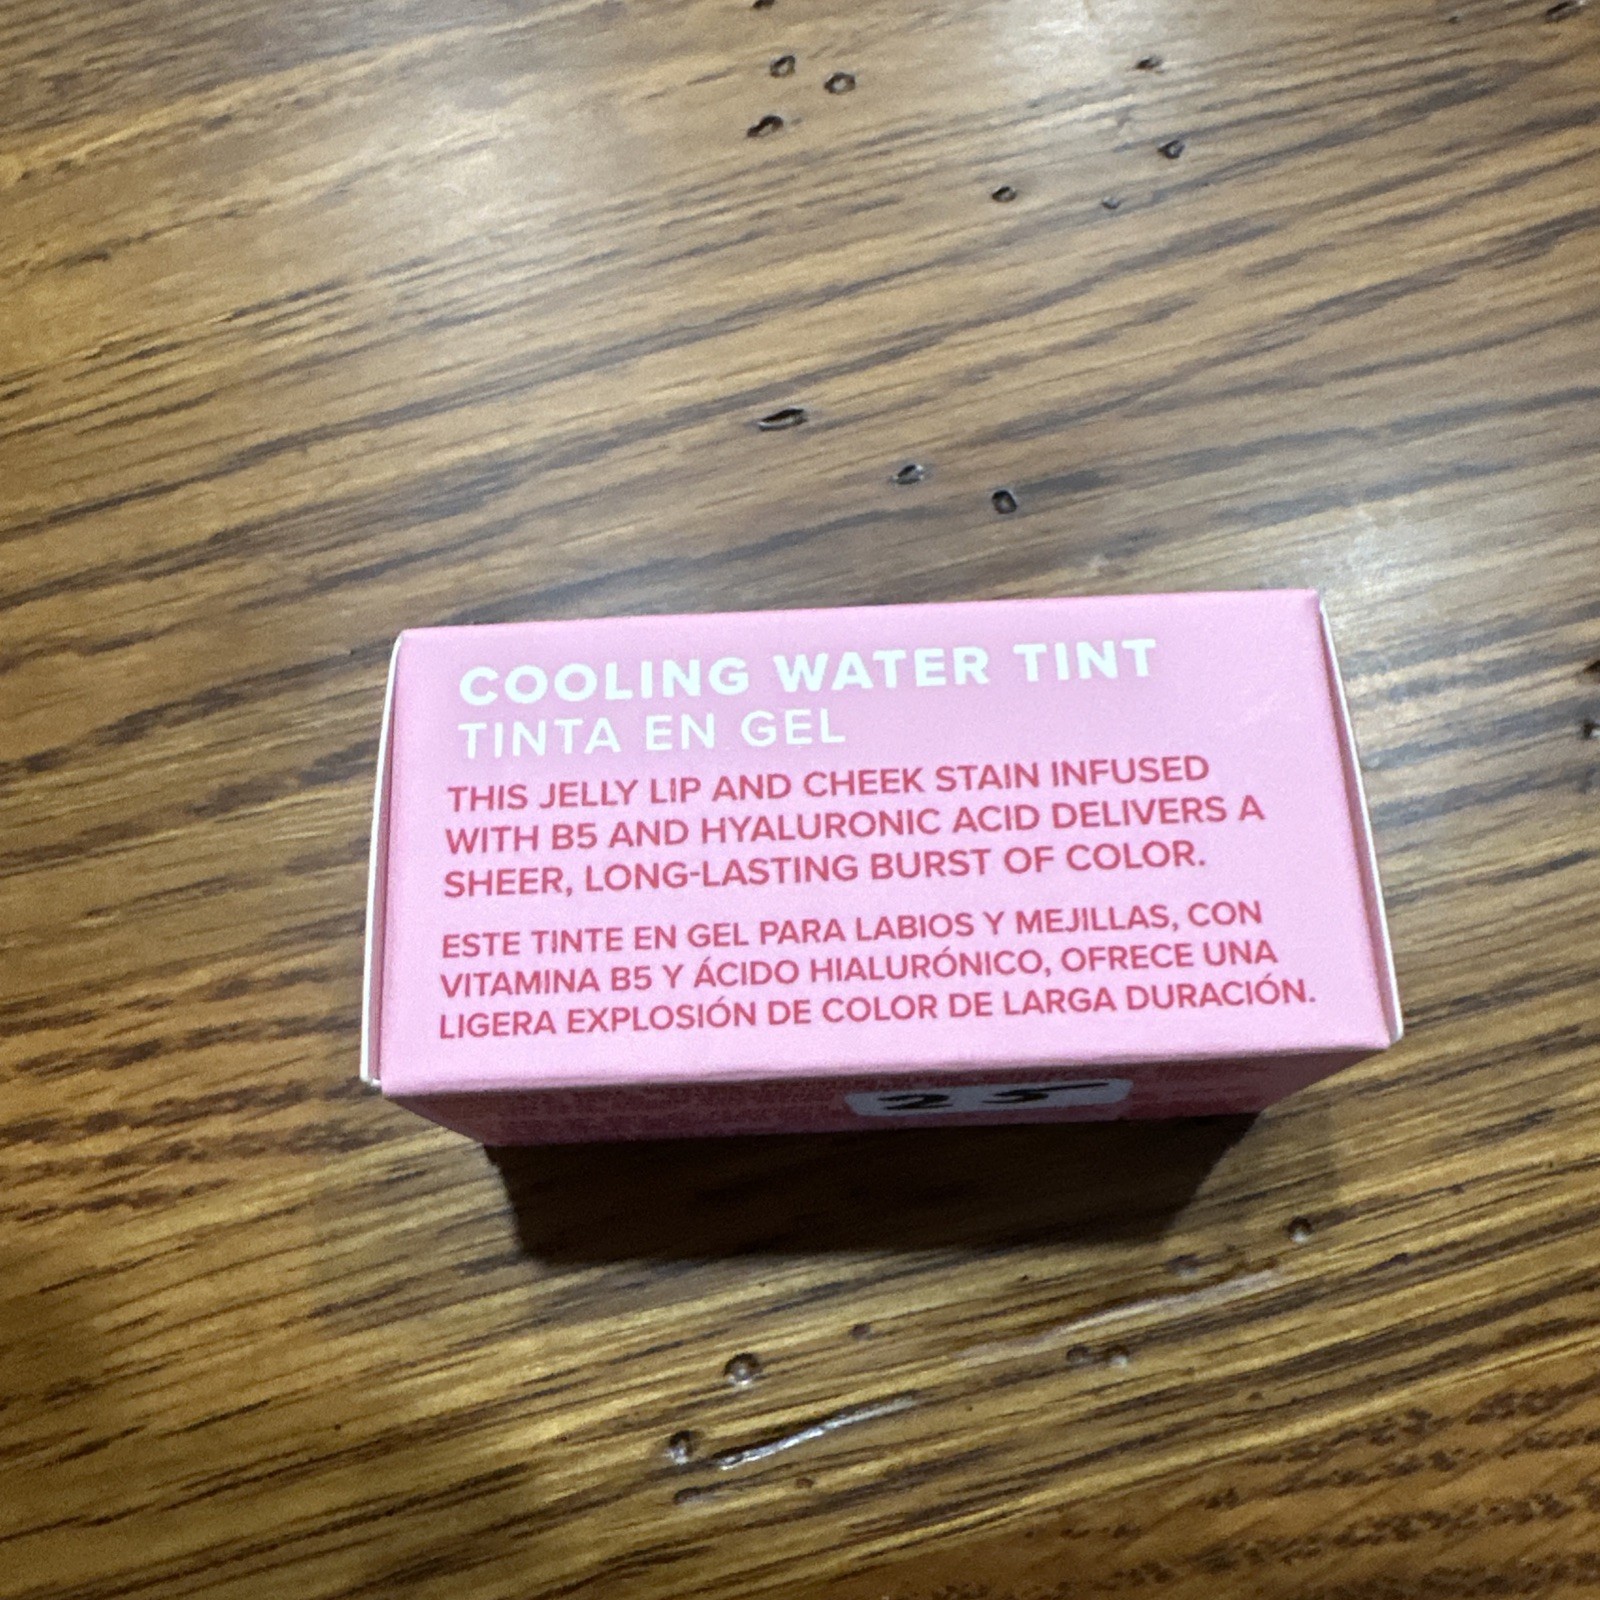 COOLING WATER TINT
TINTA EN GEL
THIS JELLY LIP AND CHEEK STAIN INFUSED
WITH B5 AND HYALURONIC ACID DELIVERS A
SHEER, LONG-LASTING BURST OF COLOR.
ESTE TINTE EN GEL PARA LABIOS Y MEJILLAS, CON
VITAMINA B5 Y ÁCIDO HIALURÓNICO, OFRECE UNA
LIGERA EXPLOSIÓN DE COLOR DE LARGA DURACIÓN.
25